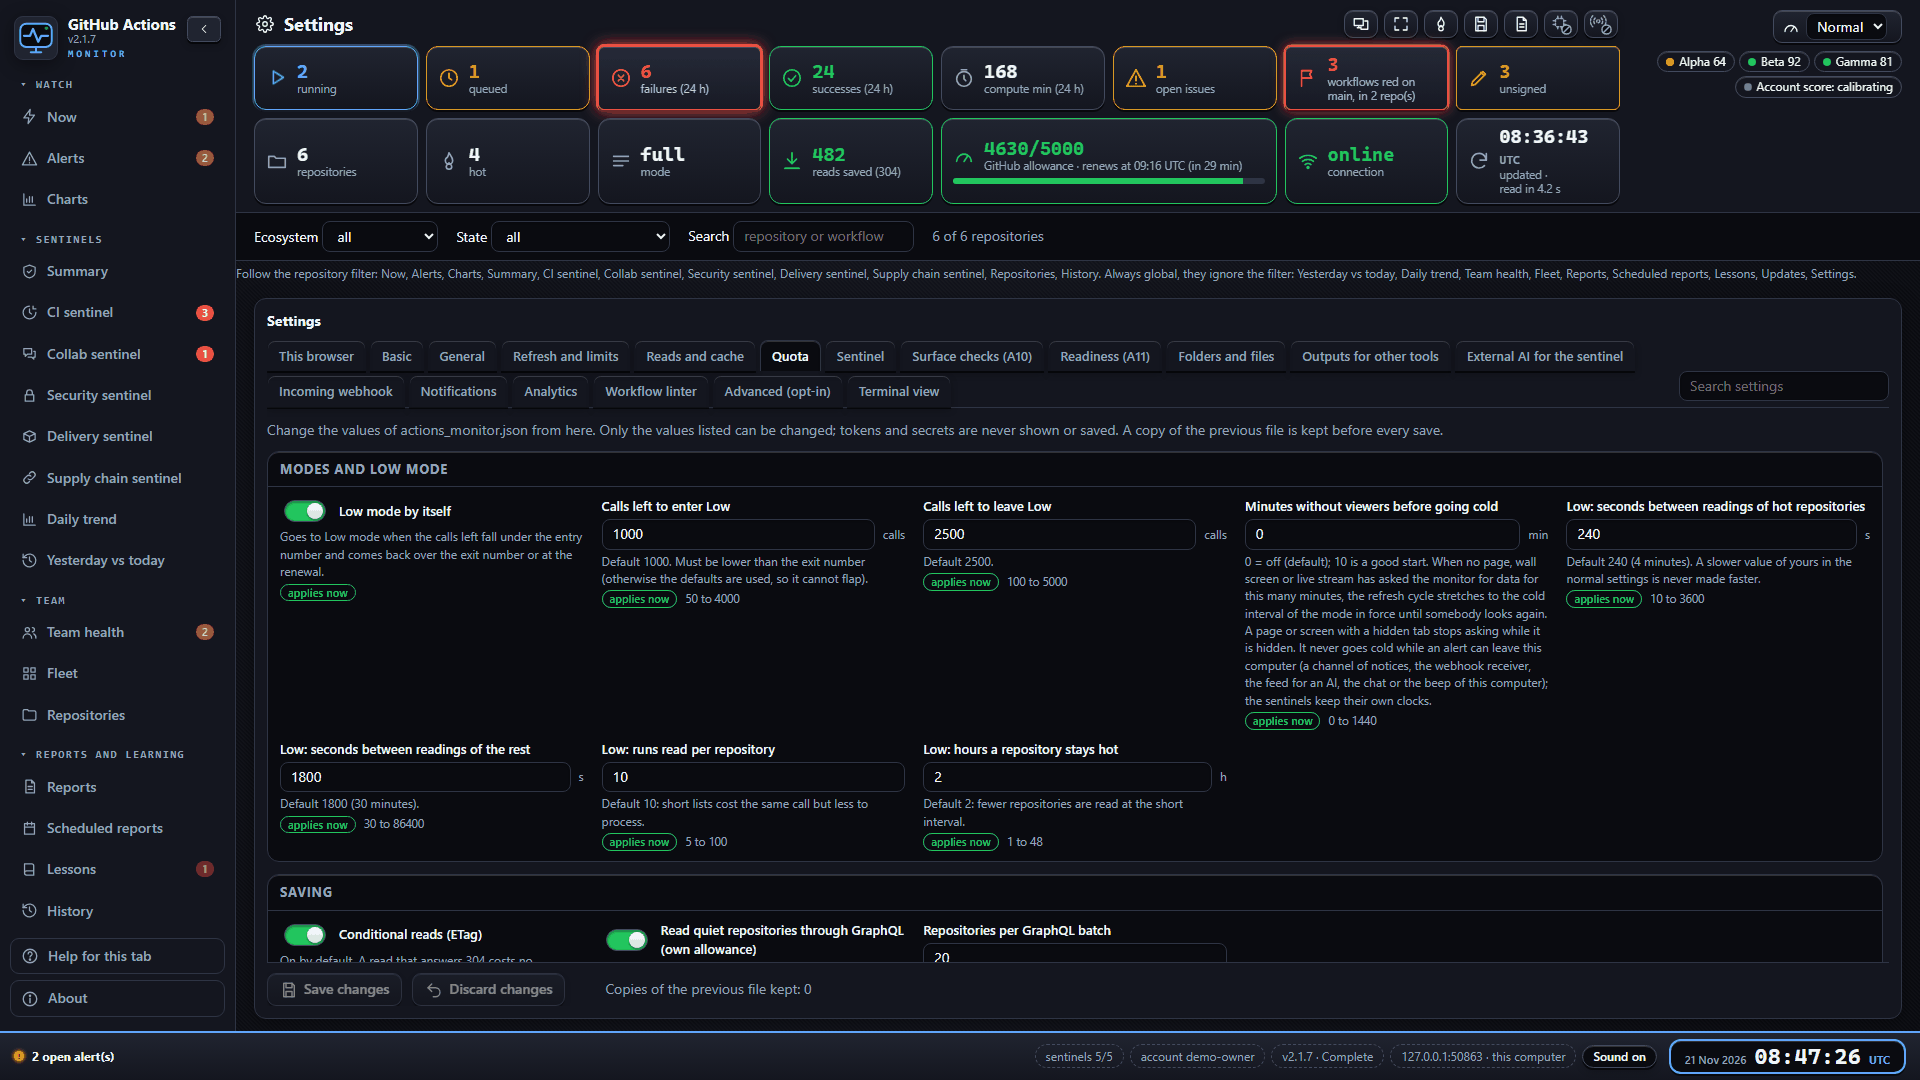 GitHub Actions
v2.1.7
MONITOR
WATCH
Now 1
Alerts 2
Charts
SENTINELS
Summary
CI sentinel 3
Collab sentinel 1
Security sentinel
Delivery sentinel
Supply chain sentinel
Daily trend
Yesterday vs today
TEAM
Team health 2
Fleet
Repositories
REPORTS AND LEARNING
Reports
Scheduled reports
Lessons 1
History
Help for this tab
About
Settings
Normal
2
running
1
queued
6
failures (24 h)
24
successes (24 h)
168
compute min (24 h)
1
open issues
3
workflows red on
main, in 2 repo(s)
3
unsigned
Alpha 64
Beta 92
Gamma 81
Account score: calibrating
6
repositories
4
hot
full
mode
482
reads saved (304)
4630/5000
GitHub allowance · renews at 09:16 UTC (in 29 min)
online
connection
08:36:43
UTC
updated ·
read in 4.2 s
Ecosystem all State all Search repository or workflow 6 of 6 repositories
Follow the repository filter: Now, Alerts, Charts, Summary, CI sentinel, Collab sentinel, Security sentinel, Delivery sentinel, Supply chain sentinel, Repositories, History. Always global, they ignore the filter: Yesterday vs today, Daily trend, Team health, Fleet, Reports, Scheduled reports, Lessons, Updates, Settings.
Settings
This browser Basic General Refresh and limits Reads and cache Quota Sentinel Surface checks (A10) Readiness (A11) Folders and files Outputs for other tools External AI for the sentinel
Incoming webhook Notifications Analytics Workflow linter Advanced (opt-in) Terminal view Search settings
Change the values of actions_monitor.json from here. Only the values listed can be changed; tokens and secrets are never shown or saved. A copy of the previous file is kept before every save.
MODES AND LOW MODE
Low mode by itself
Goes to Low mode when the calls left fall under the entry
number and comes back over the exit number or at the
renewal.
applies now
Calls left to enter Low
1000 calls
Default 1000. Must be lower than the exit number
(otherwise the defaults are used, so it cannot flap).
applies now 50 to 4000
Calls left to leave Low
2500 calls
Default 2500.
applies now 100 to 5000
Minutes without viewers before going cold
0 min
0 = off (default); 10 is a good start. When no page, wall
screen or live stream has asked the monitor for data for
this many minutes, the refresh cycle stretches to the cold
interval of the mode in force until somebody looks again.
A page or screen with a hidden tab stops asking while it
is hidden. It never goes cold while an alert can leave this
computer (a channel of notices, the webhook receiver,
the feed for an AI, the chat or the beep of this computer);
the sentinels keep their own clocks.
applies now 0 to 1440
Low: seconds between readings of hot repositories
240 s
Default 240 (4 minutes). A slower value of yours in the
normal settings is never made faster.
applies now 10 to 3600
Low: seconds between readings of the rest
1800 s
Default 1800 (30 minutes).
applies now 30 to 86400
Low: runs read per repository
10
Default 10: short lists cost the same call but less to
process.
applies now 5 to 100
Low: hours a repository stays hot
2 h
Default 2: fewer repositories are read at the short
interval.
applies now 1 to 48
SAVING
Conditional reads (ETag)
On by default. A read that answers 304 costs no
Read quiet repositories through GraphQL
(own allowance)
Repositories per GraphQL batch
20
Save changes Discard changes Copies of the previous file kept: 0
2 open alert(s)
sentinels 5/5 account demo-owner v2.1.7 · Complete 127.0.0.1:50863 · this computer Sound on 21 Nov 2026 08:47:26 UTC